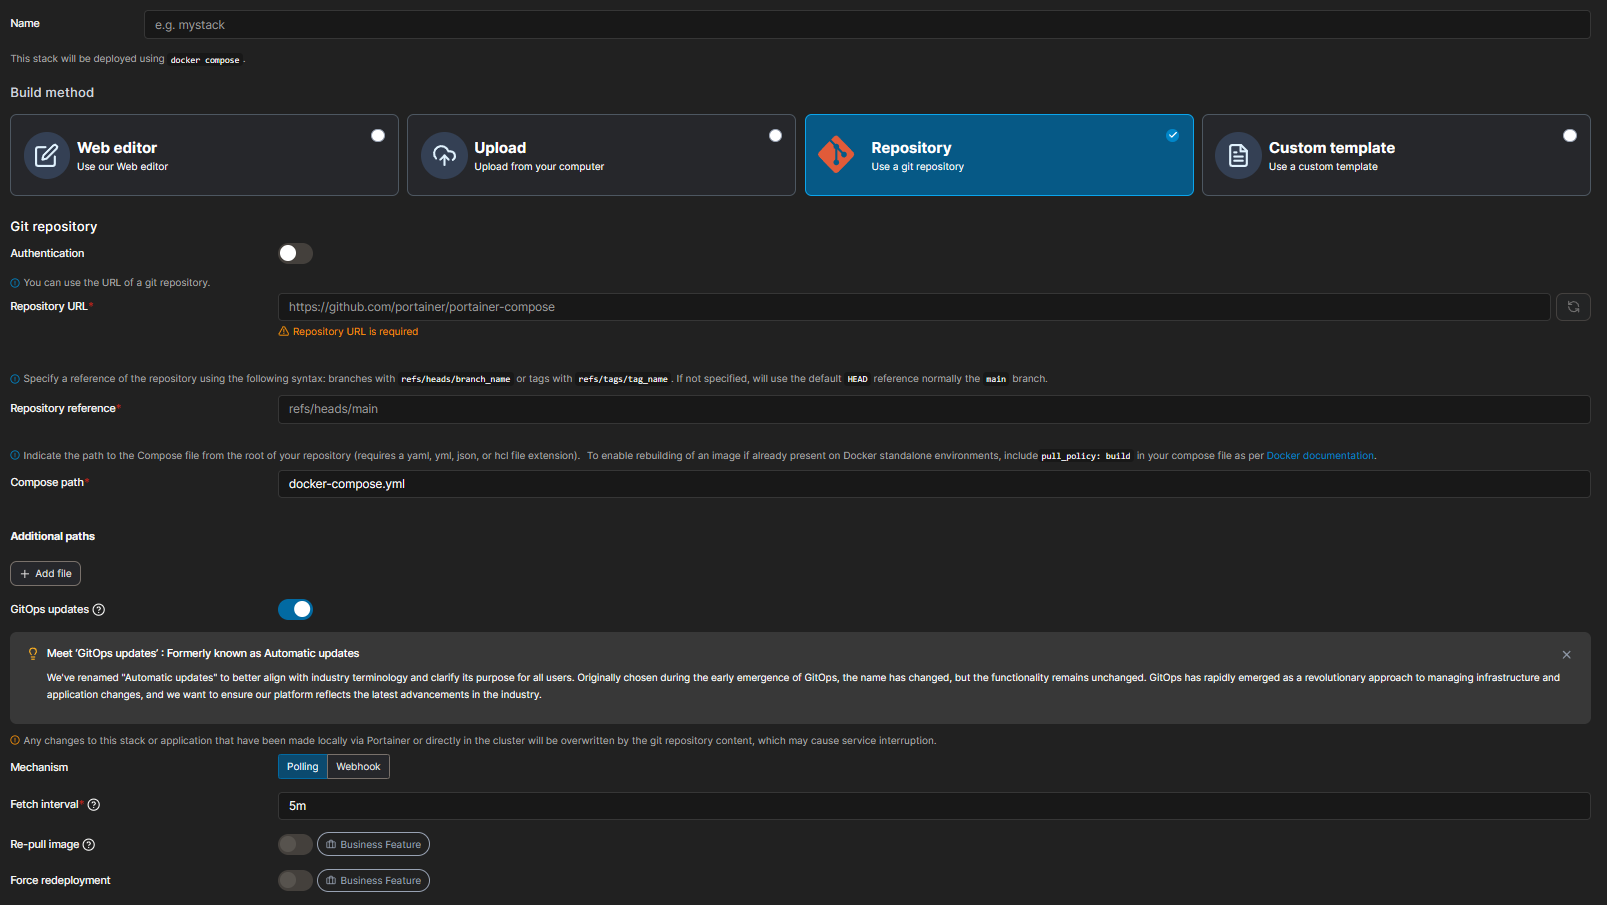 Name
e.g. mystack
This stack will be deployed using docker compose.
Build method
Web editor
Use our Web editor
Upload
Upload from your computer
Repository
Use a git repository
Custom template
Use a custom template
Git repository
Authentication
You can use the URL of a git repository.
Repository URL*
https://github.com/portainer/portainer-compose
Repository URL is required
Specify a reference of the repository using the following syntax: branches with refs/heads/branch_name or tags with refs/tags/tag_name. If not specified, will use the default HEAD reference normally the main branch.
Repository reference*
refs/heads/main
Indicate the path to the Compose file from the root of your repository (requires a yaml, yml, json, or hcl file extension). To enable rebuilding of an image if already present on Docker standalone environments, include pull_policy: build in your compose file as per Docker documentation.
Compose path*
docker-compose.yml
Additional paths
+ Add file
GitOps updates
Meet ‘GitOps updates’ : Formerly known as Automatic updates
We've renamed "Automatic updates" to better align with industry terminology and clarify its purpose for all users. Originally chosen during the early emergence of GitOps, the name has changed, but the functionality remains unchanged. GitOps has rapidly emerged as a revolutionary approach to managing infrastructure and
application changes, and we want to ensure our platform reflects the latest advancements in the industry.
Any changes to this stack or application that have been made locally via Portainer or directly in the cluster will be overwritten by the git repository content, which may cause service interruption.
Mechanism
Polling
Webhook
Fetch interval*
5m
Re-pull image
Business Feature
Force redeployment
Business Feature